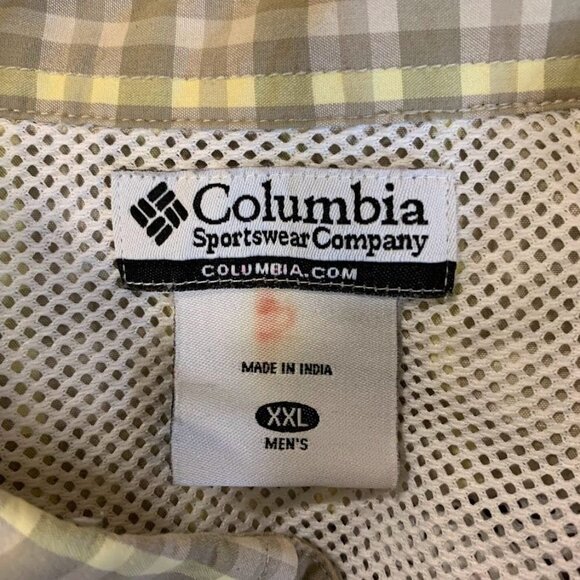 Columbia
Sportswear Company
COLUMBIA.COM
MADE IN INDIA
XXL
MEN'S